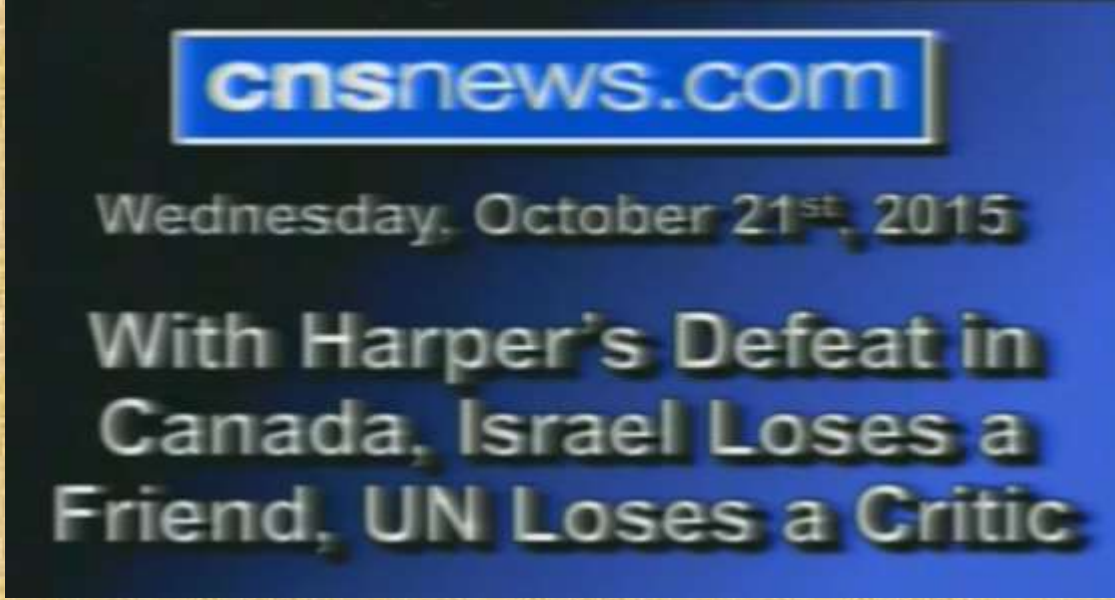 cnsnews.com
Wednesday, October 21st, 2015
With Harper's Defeat in
Canada, Israel Loses a
Friend, UN Loses a Critic